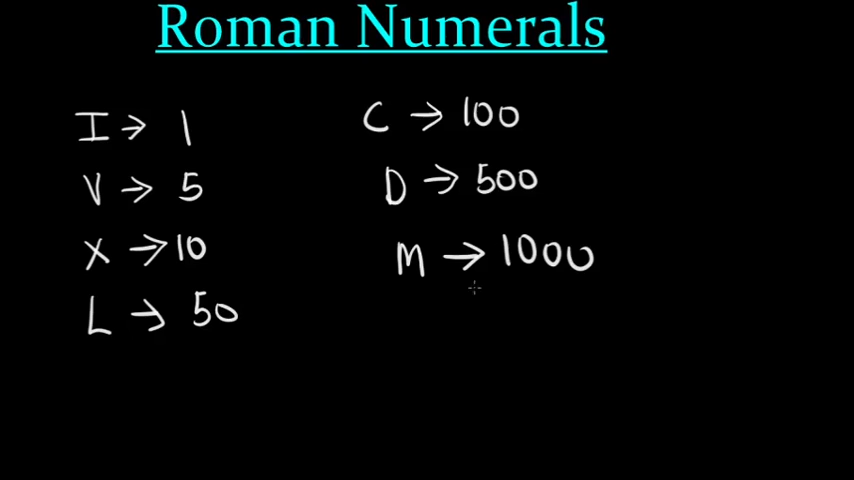 Roman Numerals
I → 1
V → 5
X → 10
L → 50
C → 100
D → 500
M → 1000